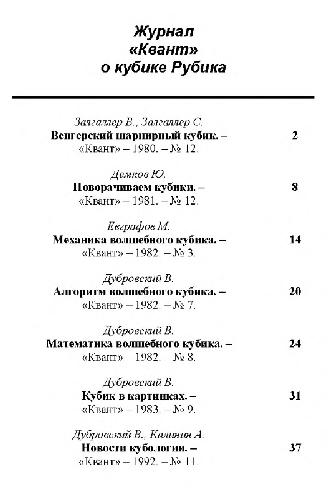 Журнал
«Квант»
о кубике Рубика
Залгаллер В., Залгаллер С.
Венгерский шарнирный кубик. – 2
«Квант» – 1980. – № 12.
Демков Ю.
Поворачиваем кубики. – 8
«Квант» – 1981. – № 12.
Евграфов М.
Механика волшебного кубика. – 14
«Квант» – 1982. – № 3.
Дубровский В.
Алгоритм волшебного кубика. – 20
«Квант» – 1982. – № 7.
Дубровский В.
Математика волшебного кубика. – 24
«Квант» – 1982. – № 8.
Дубровский В.
Кубик в картинках. – 31
«Квант» – 1983. – № 9.
Дубровский В., Калинин А.
Новости кубологии. – 37
«Квант» – 1992. – № 11.